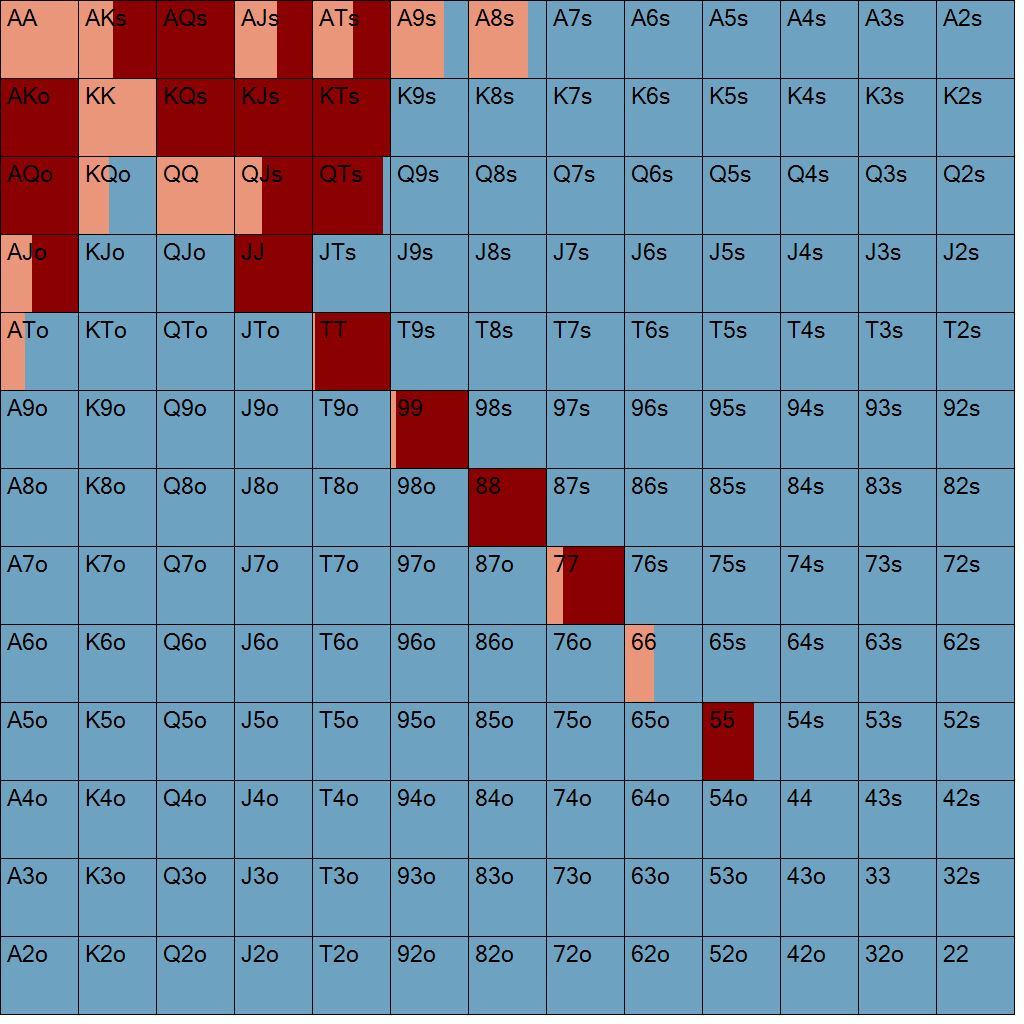 AA AKs AQs AJs ATs A9s A8s A7s A6s A5s A4s A3s A2s
AKo KK KQs KJs KTs K9s K8s K7s K6s K5s K4s K3s K2s
AQo KQo QQ QJs QTs Q9s Q8s Q7s Q6s Q5s Q4s Q3s Q2s
AJo KJo QJo JJ JTs J9s J8s J7s J6s J5s J4s J3s J2s
ATo KTo QTo JTo TT T9s T8s T7s T6s T5s T4s T3s T2s
A9o K9o Q9o J9o T9o 99 98s 97s 96s 95s 94s 93s 92s
A8o K8o Q8o J8o T8o 98o 88 87s 86s 85s 84s 83s 82s
A7o K7o Q7o J7o T7o 97o 87o 77 76s 75s 74s 73s 72s
A6o K6o Q6o J6o T6o 96o 86o 76o 66 65s 64s 63s 62s
A5o K5o Q5o J5o T5o 95o 85o 75o 65o 55 54s 53s 52s
A4o K4o Q4o J4o T4o 94o 84o 74o 64o 54o 44 43s 42s
A3o K3o Q3o J3o T3o 93o 83o 73o 63o 53o 43o 33 32s
A2o K2o Q2o J2o T2o 92o 82o 72o 62o 52o 42o 32o 22